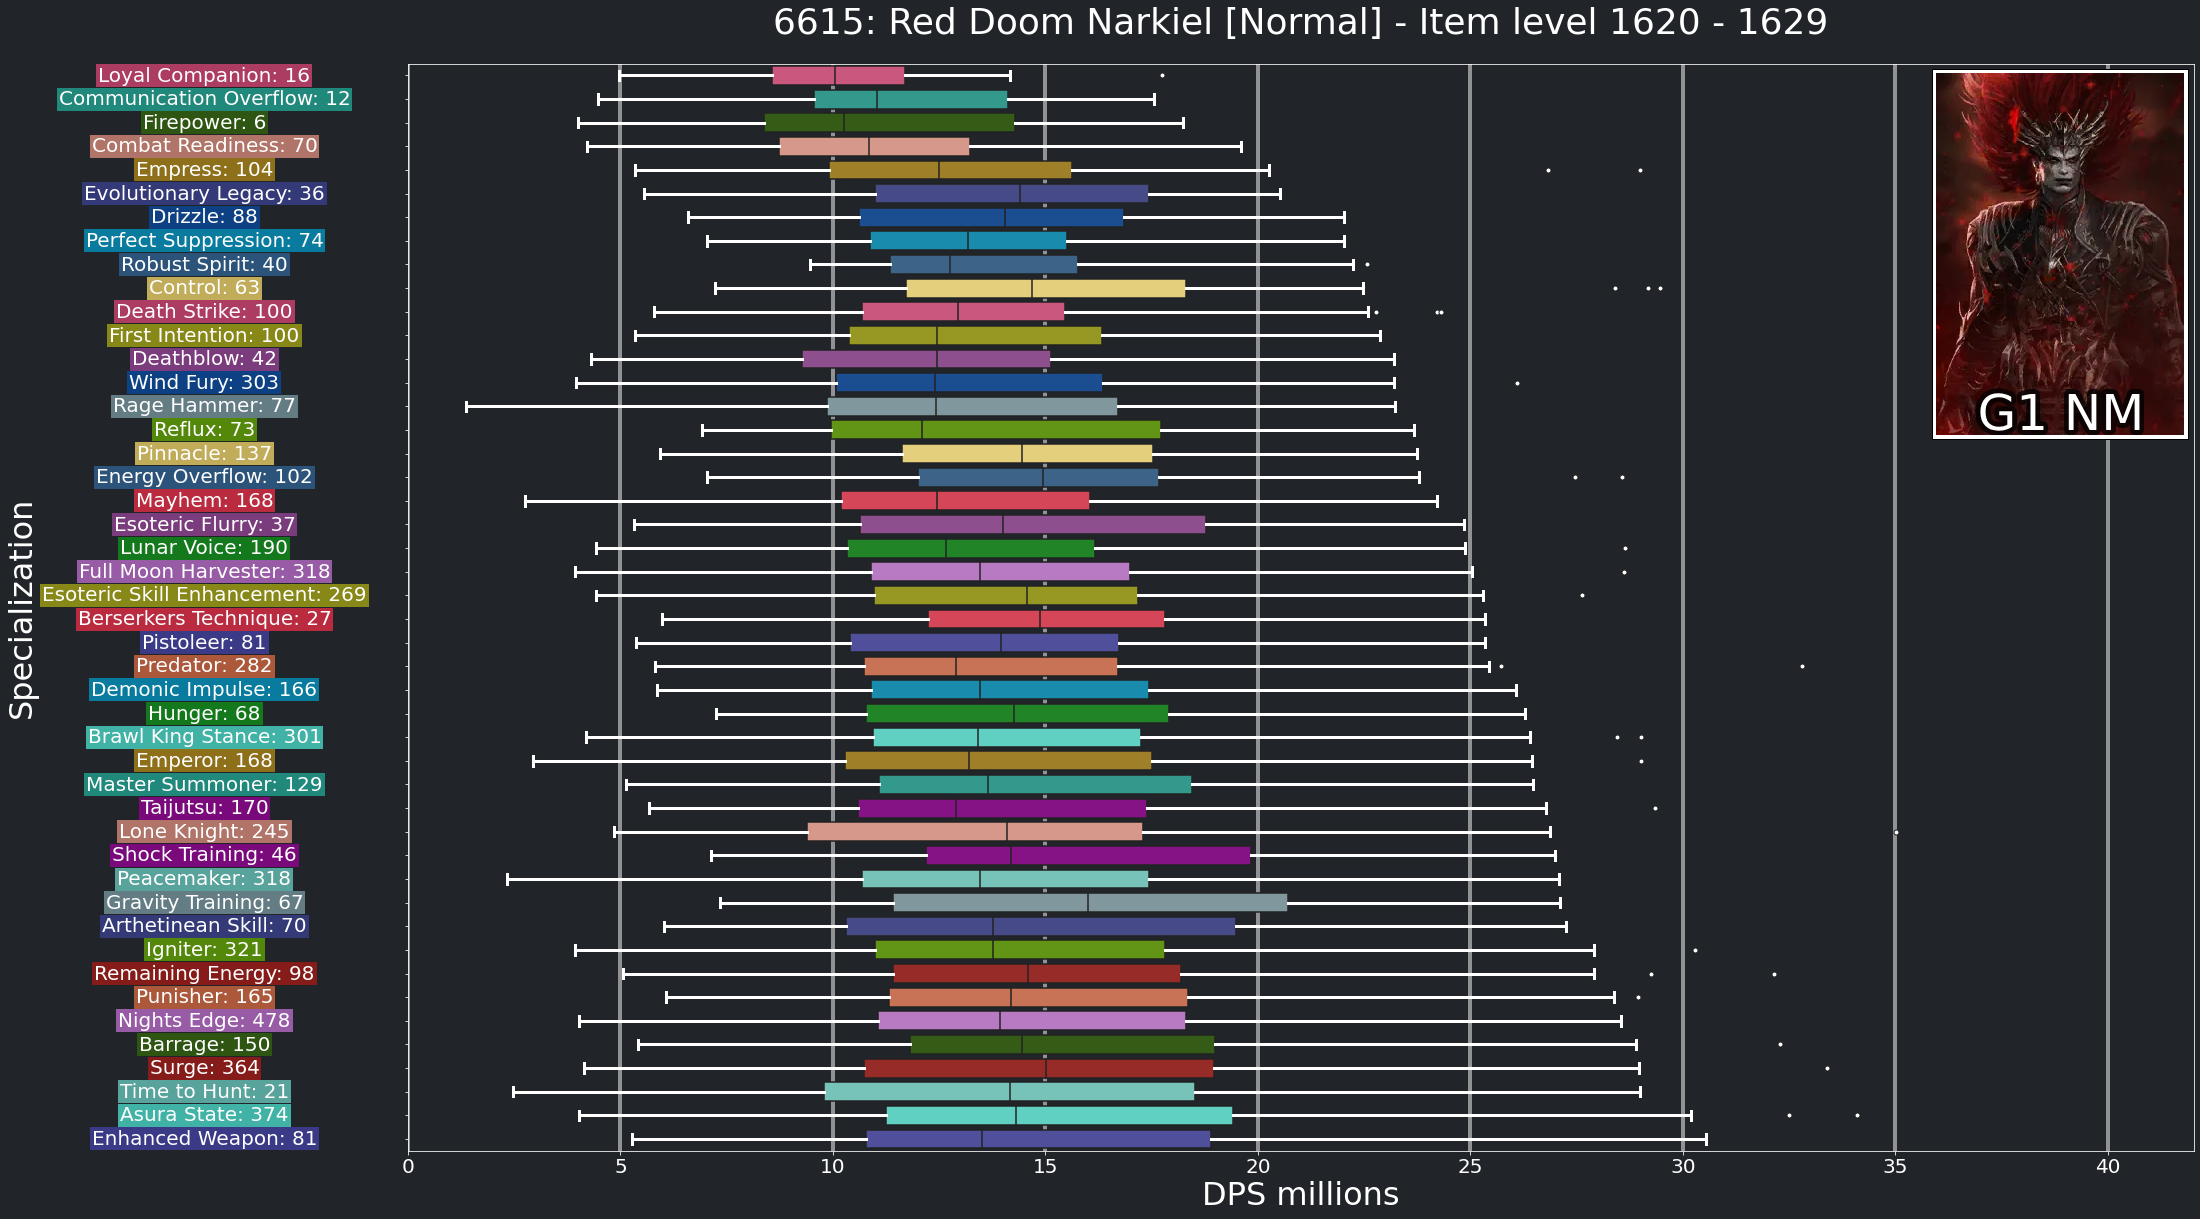 6615: Red Doom Narkiel [Normal] - Item level 1620 - 1629
Loyal Companion: 16
Communication Overflow: 12
Firepower: 6
Combat Readiness: 70
Empress: 104
Evolutionary Legacy: 36
Drizzle: 88
Perfect Suppression: 74
Robust Spirit: 40
Control: 63
Death Strike: 100
First Intention: 100
Deathblow: 42
Wind Fury: 303
Rage Hammer: 77
Reflux: 73
Pinnacle: 137
Energy Overflow: 102
Mayhem: 168
Esoteric Flurry: 37
Lunar Voice: 190
Full Moon Harvester: 318
Esoteric Skill Enhancement: 269
Berserkers Technique: 27
Pistoleer: 81
Predator: 282
Demonic Impulse: 166
Hunger: 68
Brawl King Stance: 301
Emperor: 168
Master Summoner: 129
Taijutsu: 170
Lone Knight: 245
Shock Training: 46
Peacemaker: 318
Gravity Training: 67
Arthetinean Skill: 70
Igniter: 321
Remaining Energy: 98
Punisher: 165
Nights Edge: 478
Barrage: 150
Surge: 364
Time to Hunt: 21
Asura State: 374
Enhanced Weapon: 81
Specialization
G1 NM
0 5 10 15 20 25 30 35 40
DPS millions